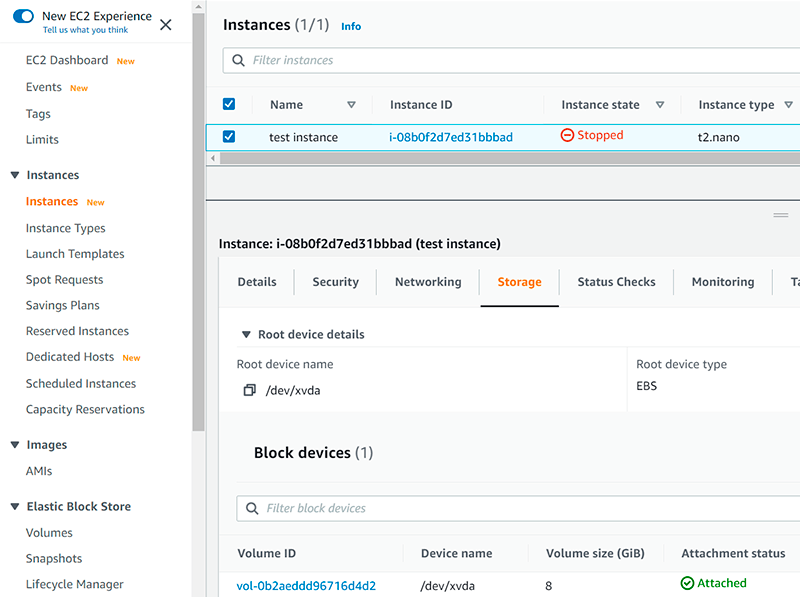 New EC2 Experience
Tell us what you think
EC2 Dashboard New
Events New
Tags
Limits
Instances
Instances New
Instance Types
Launch Templates
Spot Requests
Savings Plans
Reserved Instances
Dedicated Hosts New
Scheduled Instances
Capacity Reservations
Images
AMIs
Elastic Block Store
Volumes
Snapshots
Lifecycle Manager
Instances (1/1) Info
Filter instances
Name Instance ID Instance state Instance type
test instance i-08b0f2d7ed31bbbad Stopped t2.nano
Instance: i-08b0f2d7ed31bbbad (test instance)
Details Security Networking Storage Status Checks Monitoring
Root device details
Root device name Root device type
/dev/xvda EBS
Block devices (1)
Filter block devices
Volume ID Device name Volume size (GiB) Attachment status
vol-0b2aeddd96716d4d2 /dev/xvda 8 Attached